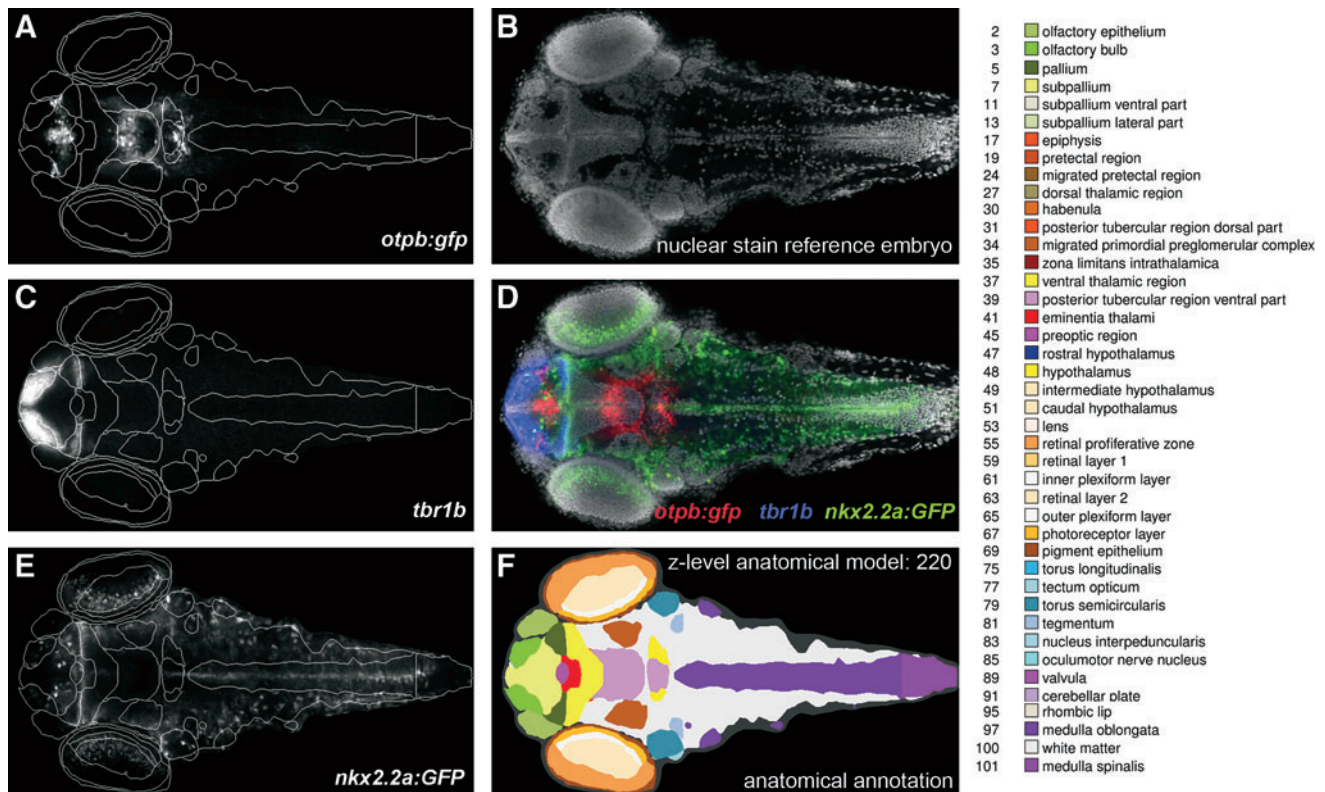 A
otpb:gfp
B
nuclear stain reference embryo
C
tbr1b
D
otpb:gfp tbr1b nkx2.2a:GFP
E
nkx2.2a:GFP
F
z-level anatomical model: 220
anatomical annotation
2 olfactory epithelium
3 olfactory bulb
5 pallium
7 subpallium
11 subpallium ventral part
13 subpallium lateral part
17 epiphysis
19 pretectal region
24 migrated pretectal region
27 dorsal thalamic region
30 habenula
31 posterior tubercular region dorsal part
34 migrated primordial preglomerular complex
35 zona limitans intrathalamica
37 ventral thalamic region
39 posterior tubercular region ventral part
41 eminentia thalami
45 preoptic region
47 rostral hypothalamus
48 hypothalamus
49 intermediate hypothalamus
51 caudal hypothalamus
53 lens
55 retinal profiferative zone
59 retinal layer 1
61 inner plexiform layer
63 retinal layer 2
65 outer plexiform layer
67 photoreceptor layer
69 pigment epithelium
75 torus longitudinalis
77 tectum opticum
79 torus semicircularis
81 tegmentum
83 nucleus interpeduncularis
85 oculumotor nerve nucleus
89 valvula
91 cerebellar plate
95 rhombic lip
97 medulla oblongata
100 white matter
101 medulla spinalis